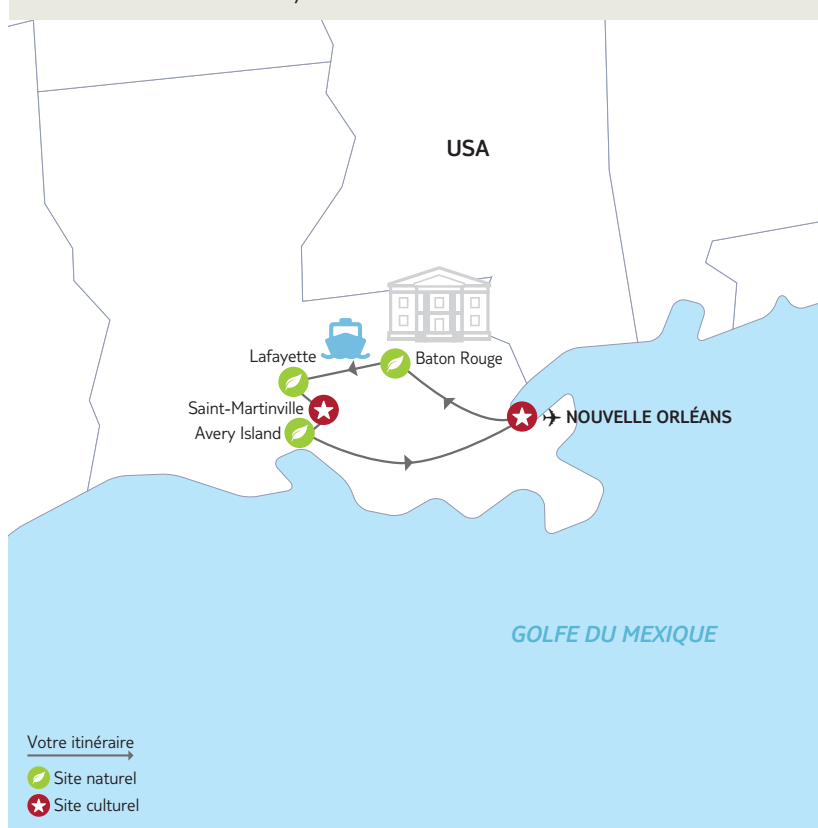 USA
Lafayette
Baton Rouge
Saint-Martinville
NOUVELLE ORLÉANS
Avery Island
GOLFE DU MEXIQUE
Votre itinéraire
Site naturel
Site culturel